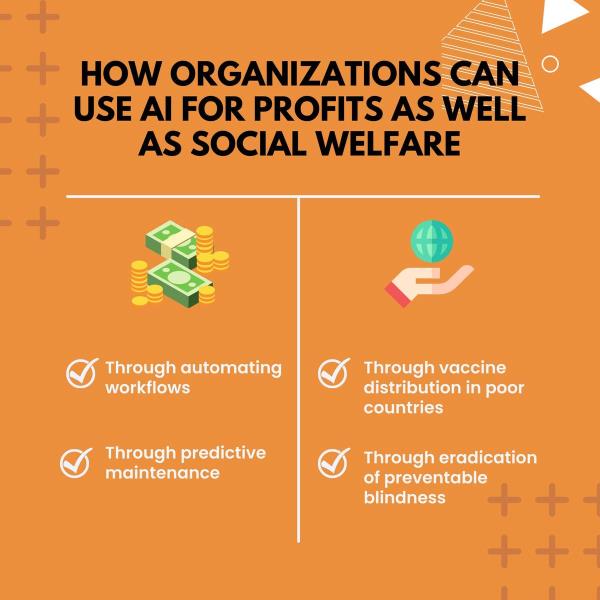 HOW ORGANIZATIONS CAN
USE AI FOR PROFITS AS WELL
AS SOCIAL WELFARE
Through automating
workflows
Through predictive
maintenance
Through vaccine
distribution in poor
countries
Through eradication
of preventable
blindness